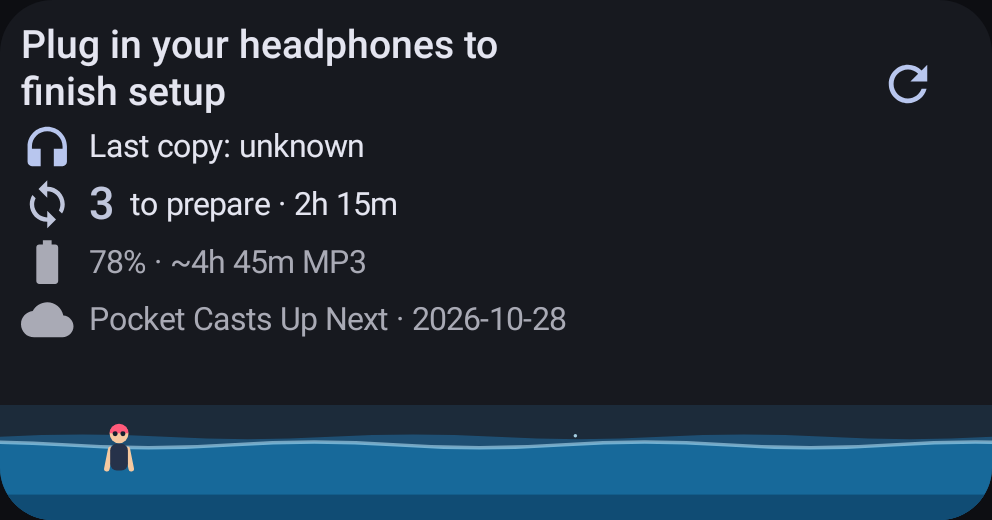 Plug in your headphones to
finish setup
Last copy: unknown
3 to prepare · 2h 15m
78% · ~4h 45m MP3
Pocket Casts Up Next · 2026-10-28